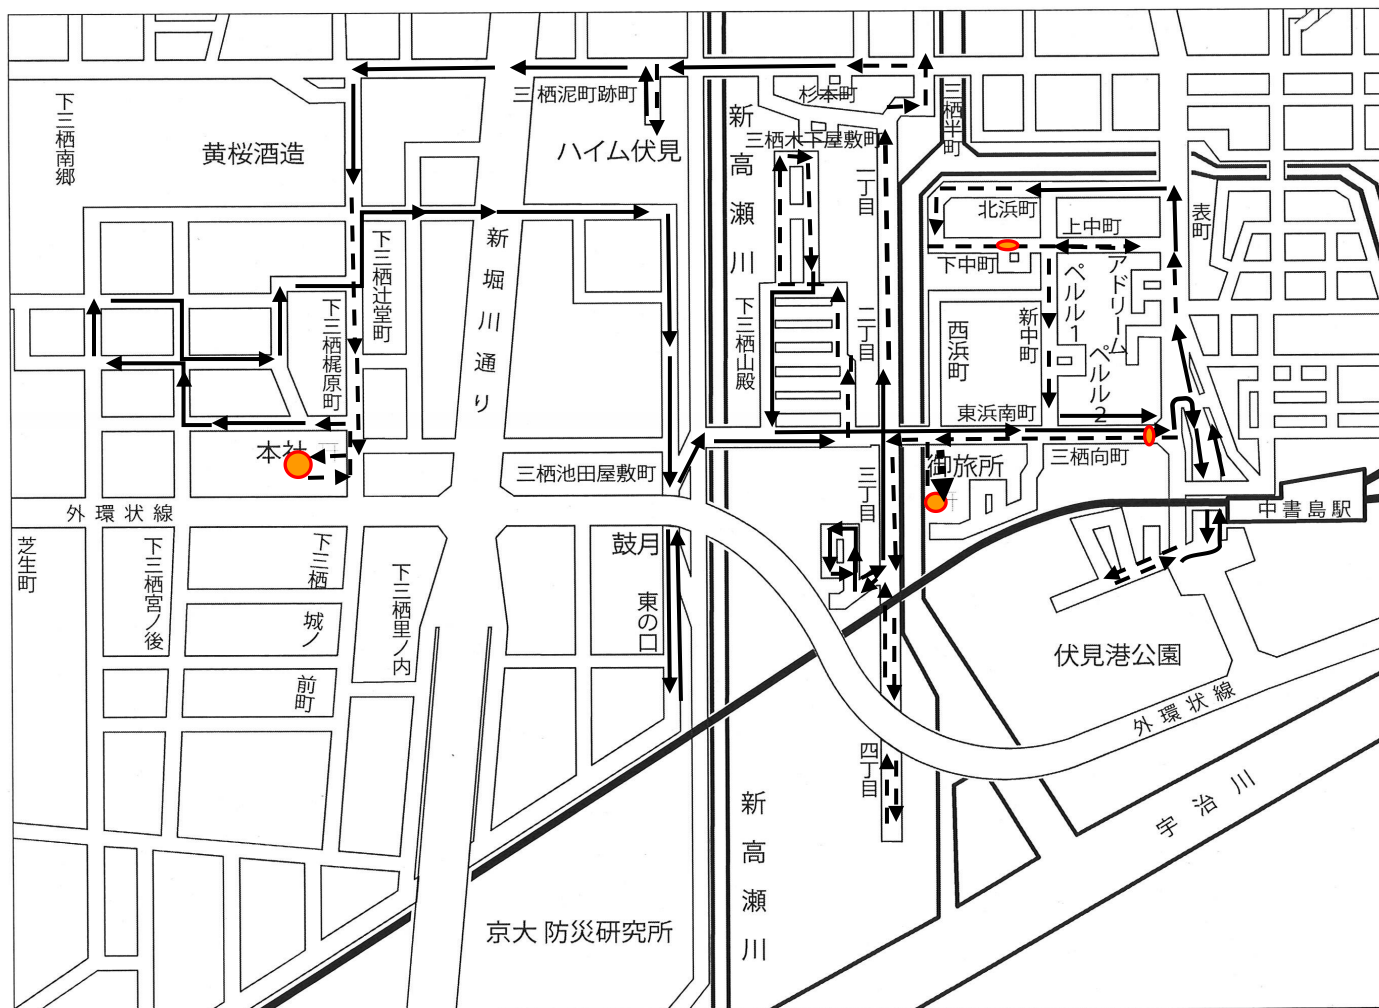 三栖泥町跡町
杉本町
三栖半町
下三栖南郷
黄桜酒造
ハイム伏見
新高瀬川
三栖木下屋敷町
一丁目
北浜町
上中町
表町
下中町
アドリーム
ペルル1
下三栖辻堂町
新堀川通り
下三栖梶原町
下三栖山殿
二丁目
西浜町
新中町
ペルル2
東浜南町
本社
三栖池田屋敷町
三栖向町
御旅所
三丁目
中書島駅
外環状線
芝生町
下三栖宮ノ後
下三栖
城ノ
前町
下三栖里ノ内
鼓月
東の口
伏見港公園
外環状線
四丁目
宇治川
新高瀬川
京大 防災研究所